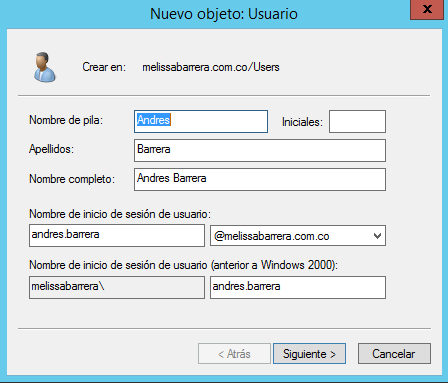 Nuevo objeto: Usuario
x
Crear en: melissabarrera.com.co/Users
Nombre de pila: Andres Iniciales:
Apellidos: Barrera
Nombre completo: Andres Barrera
Nombre de inicio de sesión de usuario:
andres.barrera @melissabarrera.com.co
Nombre de inicio de sesión de usuario (anterior a Windows 2000):
melissabarrera\ andres.barrera
< Atrás Siguiente > Cancelar